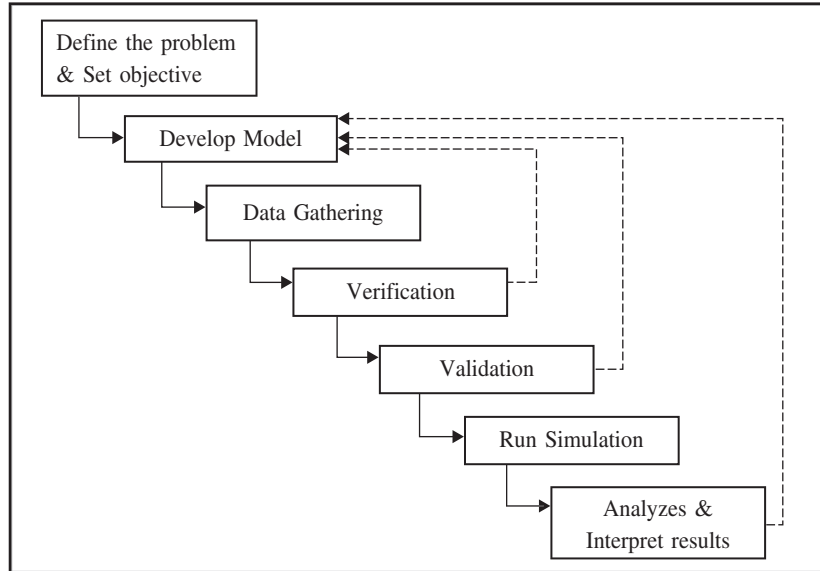 Define the problem
& Set objective
Develop Model
Data Gathering
Verification
Validation
Run Simulation
Analyzes &
Interpret results